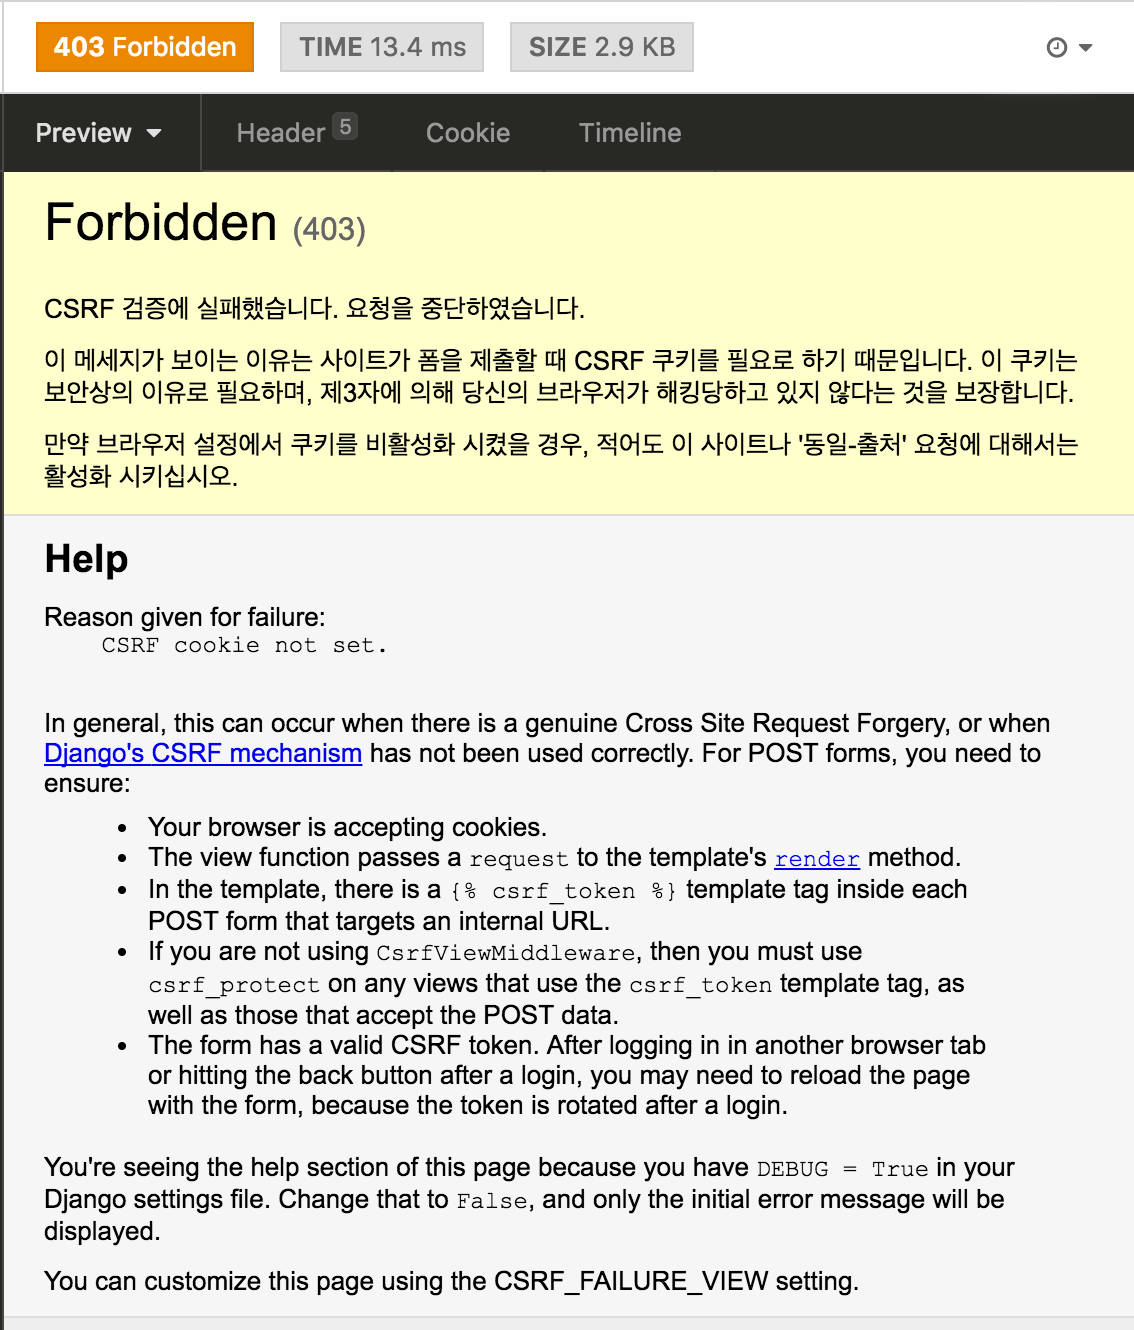 403 Forbidden
TIME 13.4 ms
SIZE 2.9 KB
Preview
Header 5
Cookie
Timeline
Forbidden (403)
CSRF 검증에 실패했습니다. 요청을 중단하였습니다.
이 메세지가 보이는 이유는 사이트가 폼을 제출할 때 CSRF 쿠키를 필요로 하기 때문입니다. 이 쿠키는
보안상의 이유로 필요하며, 제3자에 의해 당신의 브라우저가 해킹당하고 있지 않다는 것을 보장합니다.
만약 브라우저 설정에서 쿠키를 비활성화 시켰을 경우, 적어도 이 사이트나 '동일-출처' 요청에 대해서는
활성화 시키십시오.
Help
Reason given for failure:
CSRF cookie not set.
In general, this can occur when there is a genuine Cross Site Request Forgery, or when
Django's CSRF mechanism has not been used correctly. For POST forms, you need to
ensure:
• Your browser is accepting cookies.
• The view function passes a request to the template's render method.
• In the template, there is a {% csrf_token %} template tag inside each
POST form that targets an internal URL.
• If you are not using CsrfViewMiddleware, then you must use
csrf_protect on any views that use the csrf_token template tag, as
well as those that accept the POST data.
• The form has a valid CSRF token. After logging in in another browser tab
or hitting the back button after a login, you may need to reload the page
with the form, because the token is rotated after a login.
You're seeing the help section of this page because you have DEBUG = True in your
Django settings file. Change that to False, and only the initial error message will be
displayed.
You can customize this page using the CSRF_FAILURE_VIEW setting.